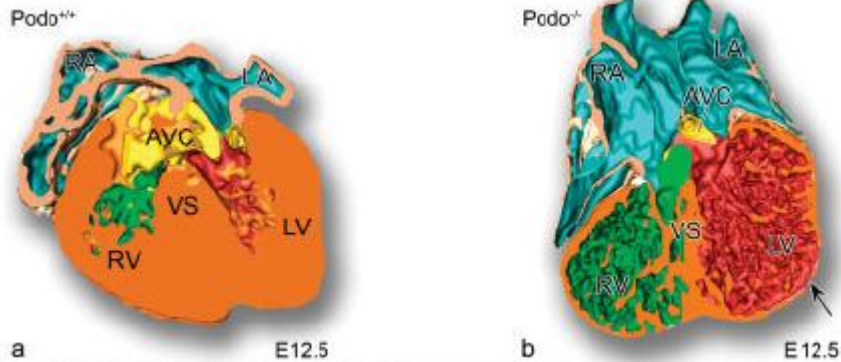 Podo+/+
RA
LA
AVC
VS
LV
RV
a
E12.5
Podo-/-
LA
RA
AVC
VS
LV
RV
b
E12.5